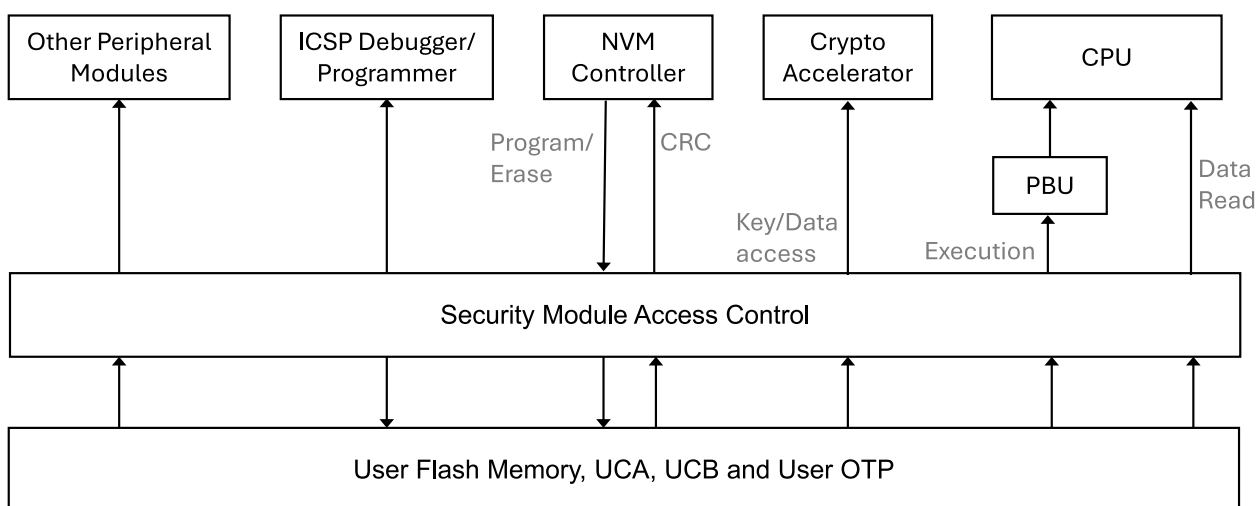 Other Peripheral
Modules
ICSP Debugger/
Programmer
NVM
Controller
Crypto
Accelerator
CPU
Program/
Erase
CRC
PBU
Data
Read
Key/Data
access
Execution
Security Module Access Control
User Flash Memory, UCA, UCB and User OTP